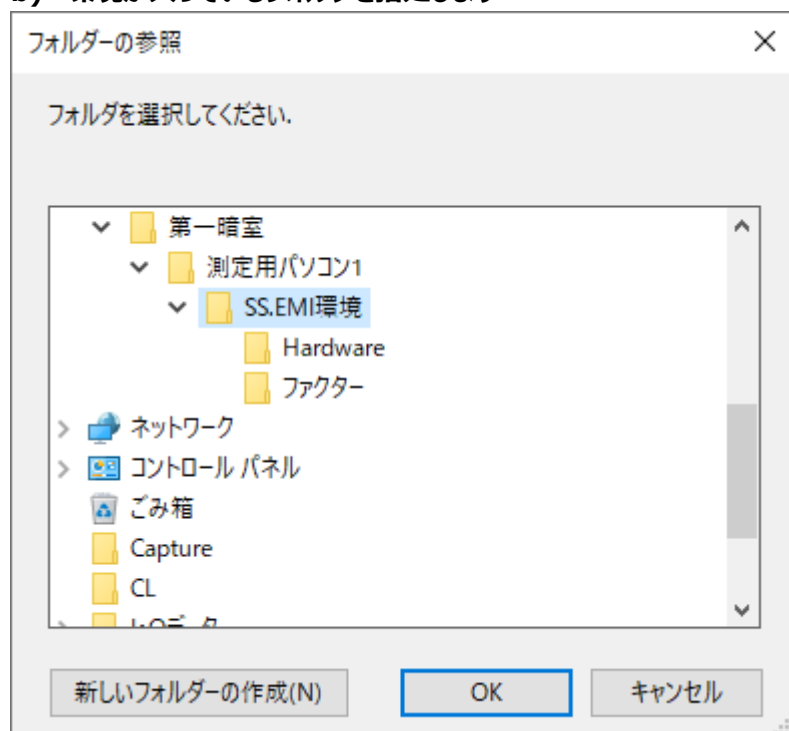 フォルダーの参照
フォルダを選択してください.
第一暗室
測定用パソコン1
SS.EMI環境
Hardware
ファクター
ネットワーク
コントロール パネル
ごみ箱
Capture
CL
新しいフォルダーの作成(N)
OK
キャンセル